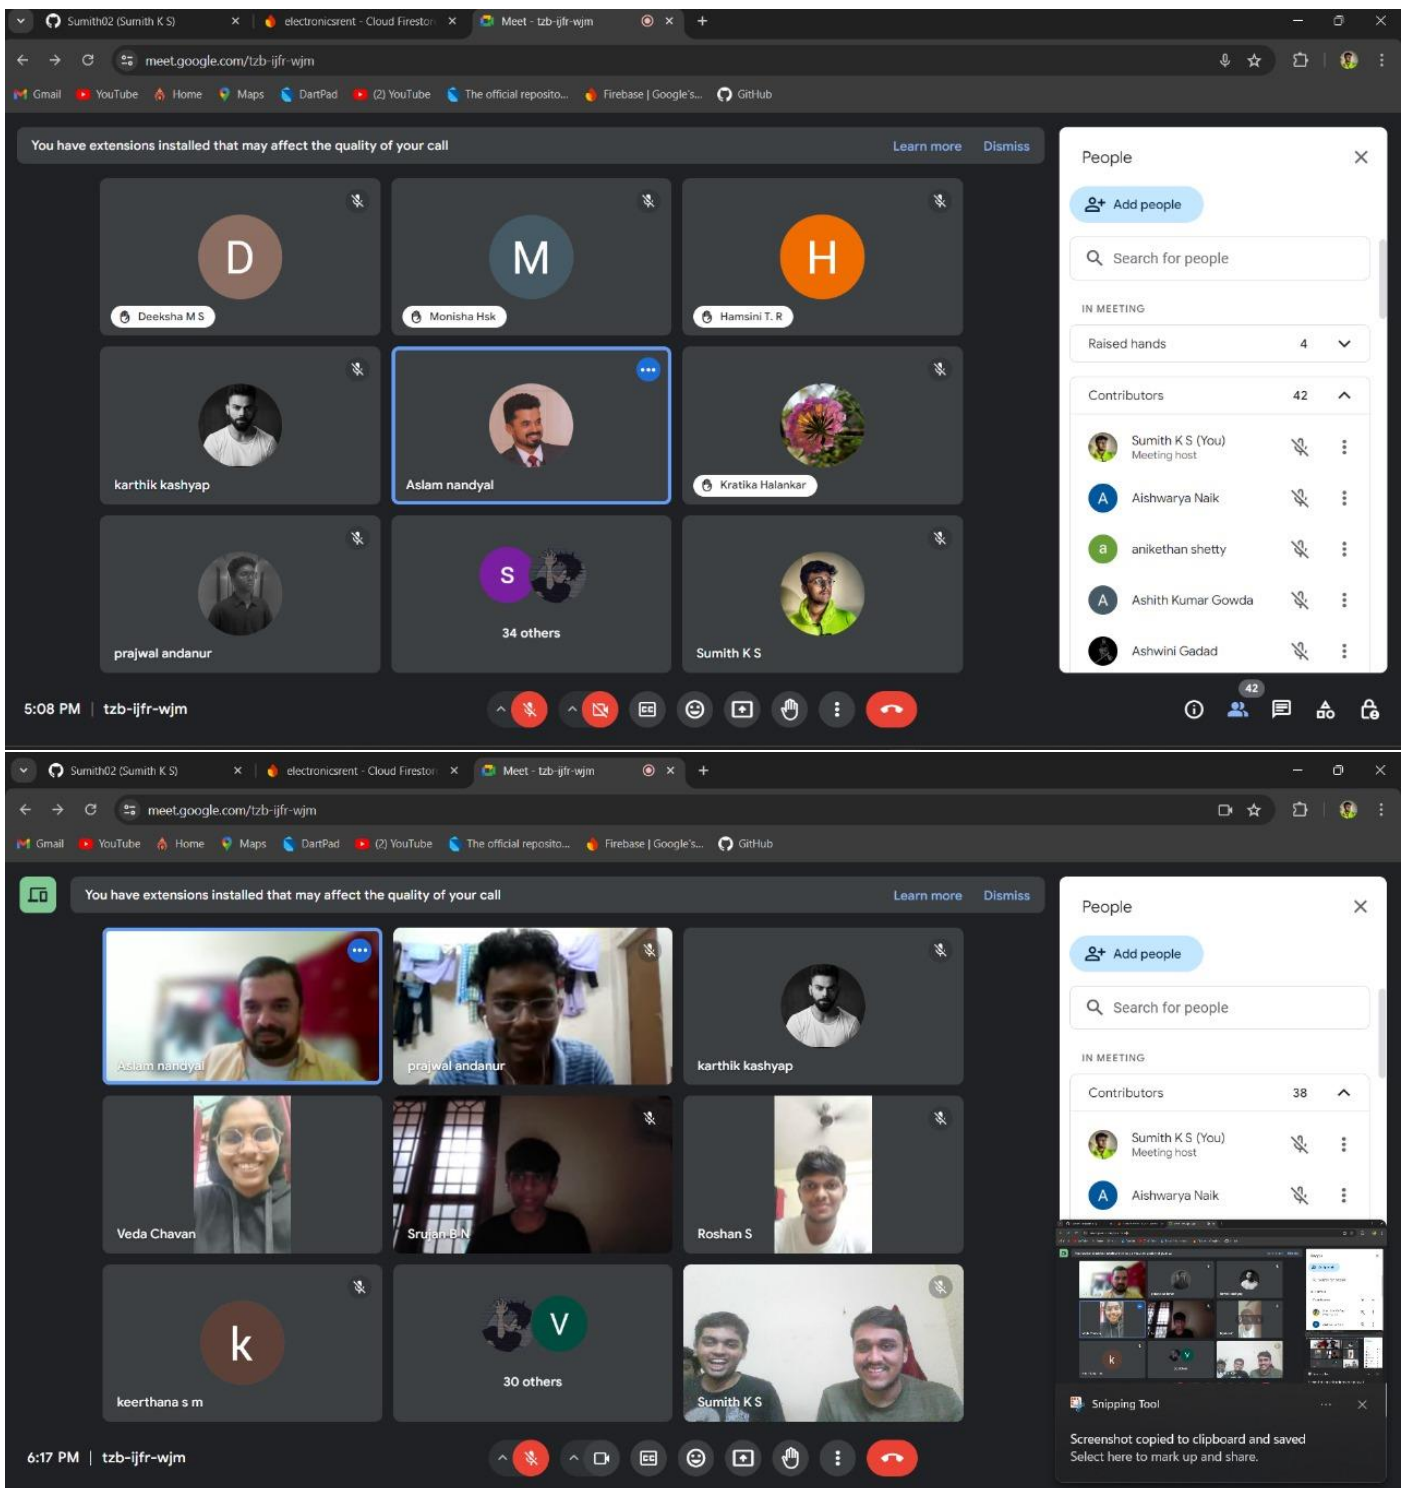 Sumith02 (Sumith K S)
electronicsrent - Cloud Firestor
Meet - tzb-ijfr-wjm
meet.google.com/tzb-ijfr-wjm
Gmail YouTube Home Maps DartPad (2) YouTube The official reposito... Firebase | Google's... GitHub
You have extensions installed that may affect the quality of your call Learn more Dismiss
D
M
H
Deeksha M S
Monisha Hsk
Hamsini T. R
karthik kashyap
Aslam nandyal
Kratika Halankar
S
34 others
prajwal andanur
Sumith K S
People
Add people
Search for people
IN MEETING
Raised hands 4
Contributors 42
Sumith K S (You)
Meeting host
A Aishwarya Naik
a anikethan shetty
A Ashith Kumar Gowda
Ashwini Gadad
5:08 PM | tzb-ijfr-wjm
CC
42
Sumith02 (Sumith K S)
electronicsrent - Cloud Firestor
Meet - tzb-ijfr-wjm
meet.google.com/tzb-ijfr-wjm
Gmail YouTube Home Maps DartPad (2) YouTube The official reposito... Firebase | Google's... GitHub
You have extensions installed that may affect the quality of your call Learn more Dismiss
Aslam nandyal
prajwal andanur
karthik kashyap
Veda Chavan
Srujan B N
Roshan S
k
V
30 others
keerthana s m
Sumith K S
People
Add people
Search for people
IN MEETING
Contributors 38
Sumith K S (You)
Meeting host
A Aishwarya Naik
Snipping Tool
Screenshot copied to clipboard and saved
Select here to mark up and share.
6:17 PM | tzb-ijfr-wjm
CC